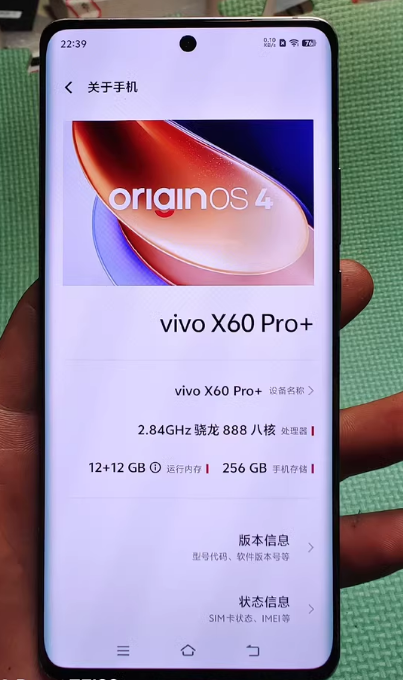 22:39
0.10 KB/s 76
关于手机
OriginOS 4
vivo X60 Pro+
vivo X60 Pro+ 设备名称
2.84GHz 骁龙 888 八核 处理器
12+12 GB 运行内存 256 GB 手机存储
版本信息
型号代码、软件版本号等
状态信息
SIM卡状态、IMEI等